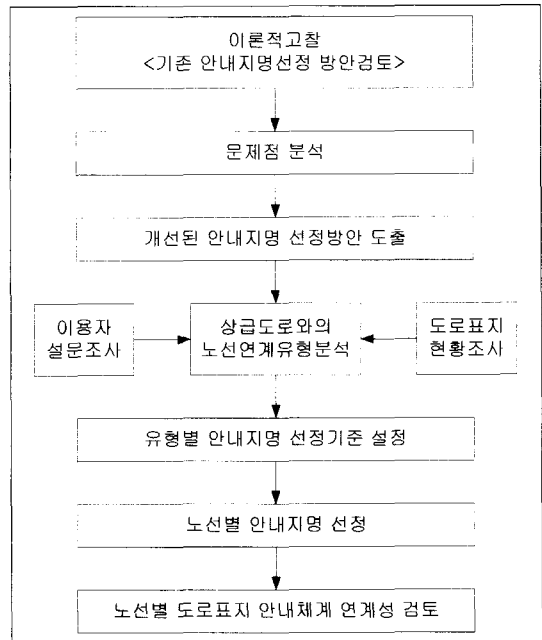 이론적고찰
<기존 안내지명선정 방안검토>
문제점 분석
개선된 안내지명 선정방안 도출
이용자
설문조사
상급도로와의
노선연계유형분석
도로표지
현황조사
유형별 안내지명 선정기준 설정
노선별 안내지명 선정
노선별 도로표지 안내체계 연계성 검토